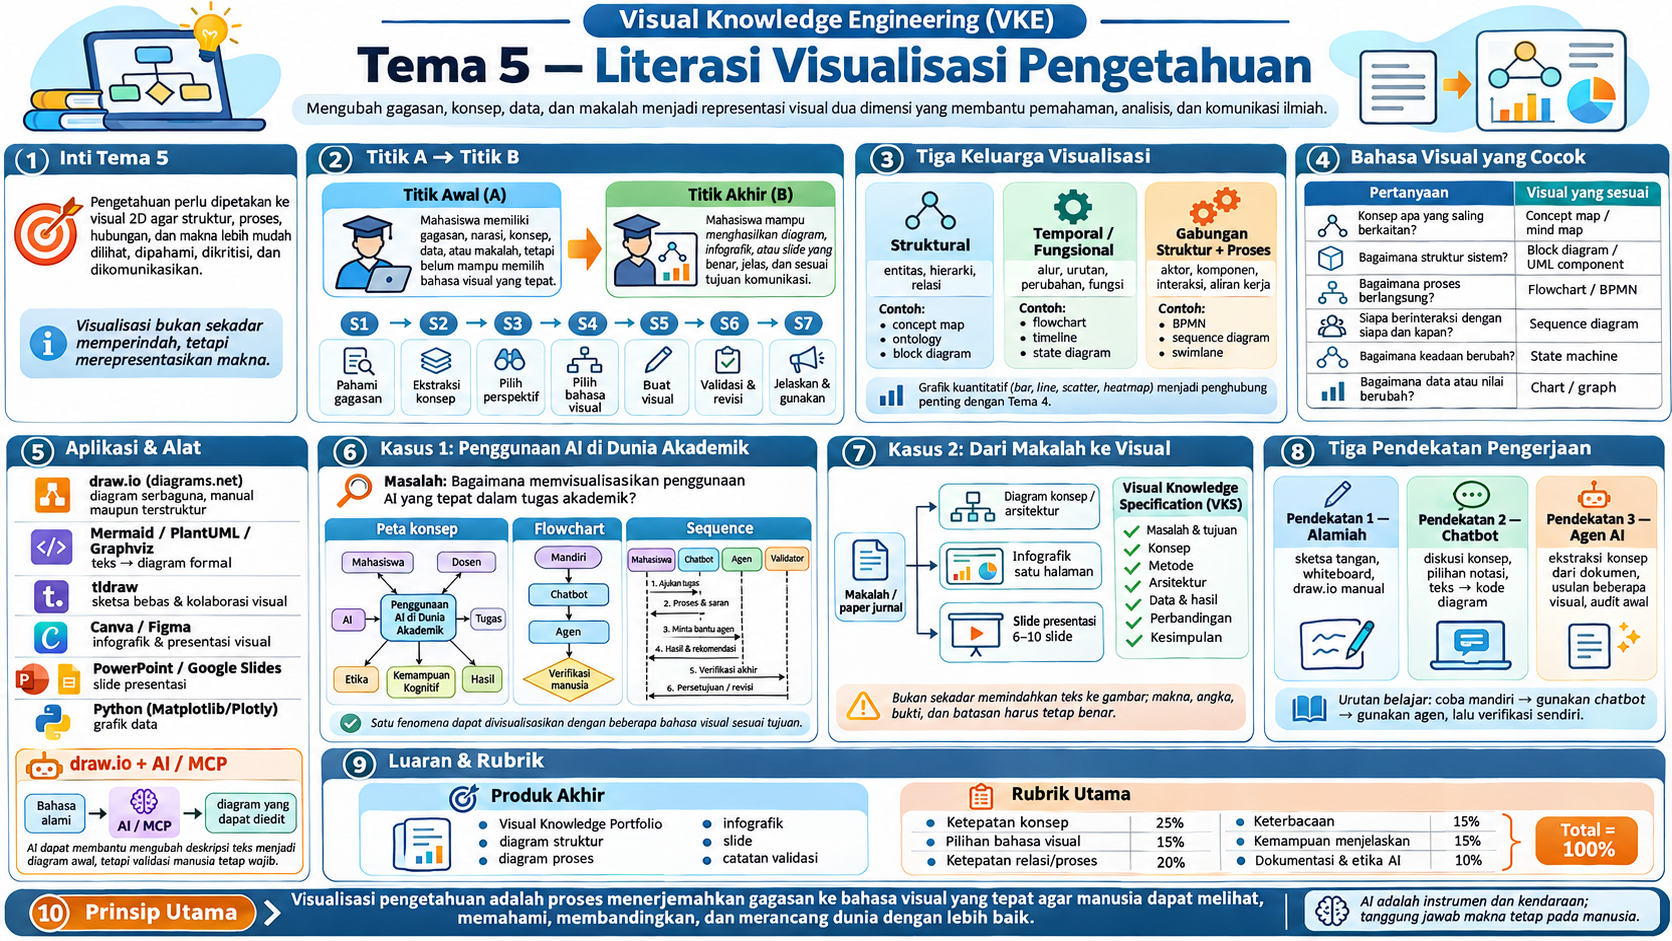 Visual Knowledge Engineering (VKE)
Tema 5 — Literasi Visualisasi Pengetahuan
Mengubah gagasan, konsep, data, dan makalah menjadi representasi visual dua dimensi yang membantu pemahaman, analisis, dan komunikasi ilmiah.
1 Inti Tema 5
Pengetahuan perlu dipetakan ke
visual 2D agar struktur, proses,
hubungan, dan makna lebih mudah
dilihat, dipahami, dikritisi, dan
dikomunikasikan.
i
Visualisasi bukan sekadar
memperindah, tetapi
merepresentasikan makna.
2 Titik A → Titik B
Titik Awal (A)
Mahasiswa memiliki
gagasan, narasi, konsep,
data, atau makalah, tetapi
belum mampu memilih
bahasa visual yang tepat.
Titik Akhir (B)
Mahasiswa mampu
menghasilkan diagram,
infografik, atau slide yang
benar, jelas, dan sesuai
tujuan komunikasi.
S1 → S2 → S3 → S4 → S5 → S6 → S7
Pahami
gagasan
Ekstraksi
konsep
Pilih
perspektif
Pilih
bahasa
visual
Buat
visual
Validasi &
revisi
Jelaskan &
gunakan
3 Tiga Keluarga Visualisasi
Struktural
entitas, hierarki,
relasi
Contoh:
• concept map
• ontology
• block diagram
Temporal /
Fungsional
alur, urutan,
perubahan, fungsi
Contoh:
• flowchart
• timeline
• state diagram
Gabungan
Struktur + Proses
aktor, komponen,
interaksi, aliran kerja
Contoh:
• BPMN
• sequence diagram
• swimlane
Grafik kuantitatif (bar, line, scatter, heatmap) menjadi penghubung
penting dengan Tema 4.
4 Bahasa Visual yang Cocok
Pertanyaan Visual yang sesuai
Konsep apa yang saling
berkaitan?
Concept map /
mind map
Bagaimana struktur sistem?
Block diagram /
UML component
Bagaimana proses
berlangsung?
Flowchart / BPMN
Siapa berinteraksi dengan
siapa dan kapan?
Sequence diagram
Bagaimana keadaan berubah?
State machine
Bagaimana data atau nilai
berubah?
Chart / graph
5 Aplikasi & Alat
draw.io (diagrams.net)
diagram serbaguna, manual
maupun terstruktur
</>
Mermaid / PlantUML /
Graphviz
teks → diagram formal
t.
tldraw
sketsa bebas & kolaborasi visual
C
Canva / Figma
infografik & presentasi visual
P
PowerPoint / Google Slides
slide presentasi
Python (Matplotlib/Plotly)
grafik data
draw.io + AI / MCP
Bahasa
alami
AI / MCP
diagram yang
dapat diedit
AI dapat membantu mengubah deskripsi teks menjadi
diagram awal, tetapi validasi manusia tetap wajib.
6 Kasus 1: Penggunaan AI di Dunia Akademik
Masalah: Bagaimana memvisualisasikan penggunaan
AI yang tepat dalam tugas akademik?
Peta konsep
Mahasiswa
Dosen
AI
Penggunaan
AI di Dunia
Akademik
Tugas
Etika
Kemampuan
Kognitif
Hasil
Flowchart
Mandiri
Chatbot
Agen
Verifikasi
manusia
Sequence
Mahasiswa Chatbot Agen Validator
1. Ajukan tugas
2. Proses & saran
3. Minta bantu agen
4. Hasil & rekomendasi
5. Verifikasi akhir
6. Persetujuan / revisi
Satu fenomena dapat divisualisasikan dengan beberapa bahasa visual sesuai tujuan.
7 Kasus 2: Dari Makalah ke Visual
Makalah /
paper jurnal
Diagram konsep /
arsitektur
Infografik
satu halaman
Slide presentasi
6–10 slide
Visual Knowledge
Specification (VKS)
Masalah & tujuan
Konsep
Metode
Arsitektur
Data & hasil
Perbandingan
Kesimpulan
Bukan sekadar memindahkan teks ke gambar; makna, angka,
bukti, dan batasan harus tetap benar.
8 Tiga Pendekatan Pengerjaan
Pendekatan 1 —
Alamiah
sketsa tangan,
whiteboard,
draw.io manual
Pendekatan 2 —
Chatbot
diskusi konsep,
pilihan notasi,
teks → kode
diagram
Pendekatan 3 —
Agen AI
ekstraksi konsep
dari dokumen,
usulan beberapa
visual, audit awal
Urutan belajar: coba mandiri → gunakan chatbot
→ gunakan agen, lalu verifikasi sendiri.
9 Luaran & Rubrik
Produk Akhir
• Visual Knowledge Portfolio
• diagram struktur
• diagram proses
• infografik
• slide
• catatan validasi
Rubrik Utama
• Ketepatan konsep 25%
• Pilihan bahasa visual 15%
• Ketepatan relasi/proses 20%
• Keterbacaan 15%
• Kemampuan menjelaskan 15%
• Dokumentasi & etika AI 10%
Total =
100%
10 Prinsip Utama
Visualisasi pengetahuan adalah proses menerjemahkan gagasan ke bahasa visual yang tepat agar manusia dapat melihat,
memahami, membandingkan, dan merancang dunia dengan lebih baik.
AI adalah instrumen dan kendaraan;
tanggung jawab makna tetap pada manusia.